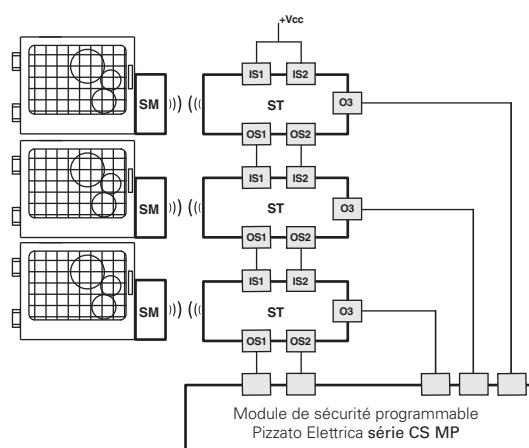 +Vcc
IS1 IS2
SM ST O3
OS1 OS2
IS1 IS2
SM ST O3
OS1 OS2
IS1 IS2
SM ST O3
OS1 OS2
Module de sécurité programmable
Pizzato Elettrica série CS MP